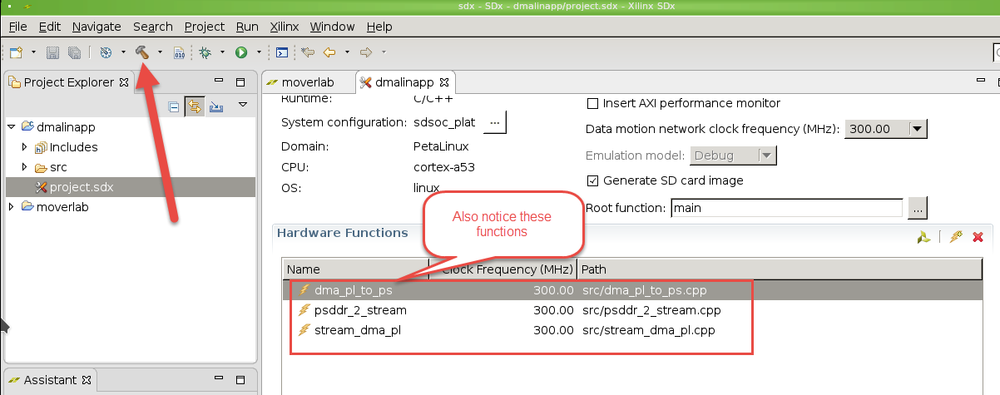 sdx - SDx - dmalinapp/project.sdx - Xilinx SDx
File Edit Navigate Search Project Run Xilinx Window Help
010
Project Explorer
moverlab
dmalinapp
dmalinapp
Includes
src
project.sdx
moverlab
Runtime: C/C++
System configuration: sdsoc_plat ...
Domain: PetaLinux
CPU: cortex-a53
OS: linux
Insert AXI performance monitor
Data motion network clock frequency (MHz): 300.00
Emulation model: Debug
Generate SD card image
Root function: main ...
Also notice these
functions
Hardware Functions
Name Clock Frequency (MHz) Path
dma_pl_to_ps 300.00 src/dma_pl_to_ps.cpp
psddr_2_stream 300.00 src/psddr_2_stream.cpp
stream_dma_pl 300.00 src/stream_dma_pl.cpp
Assistant